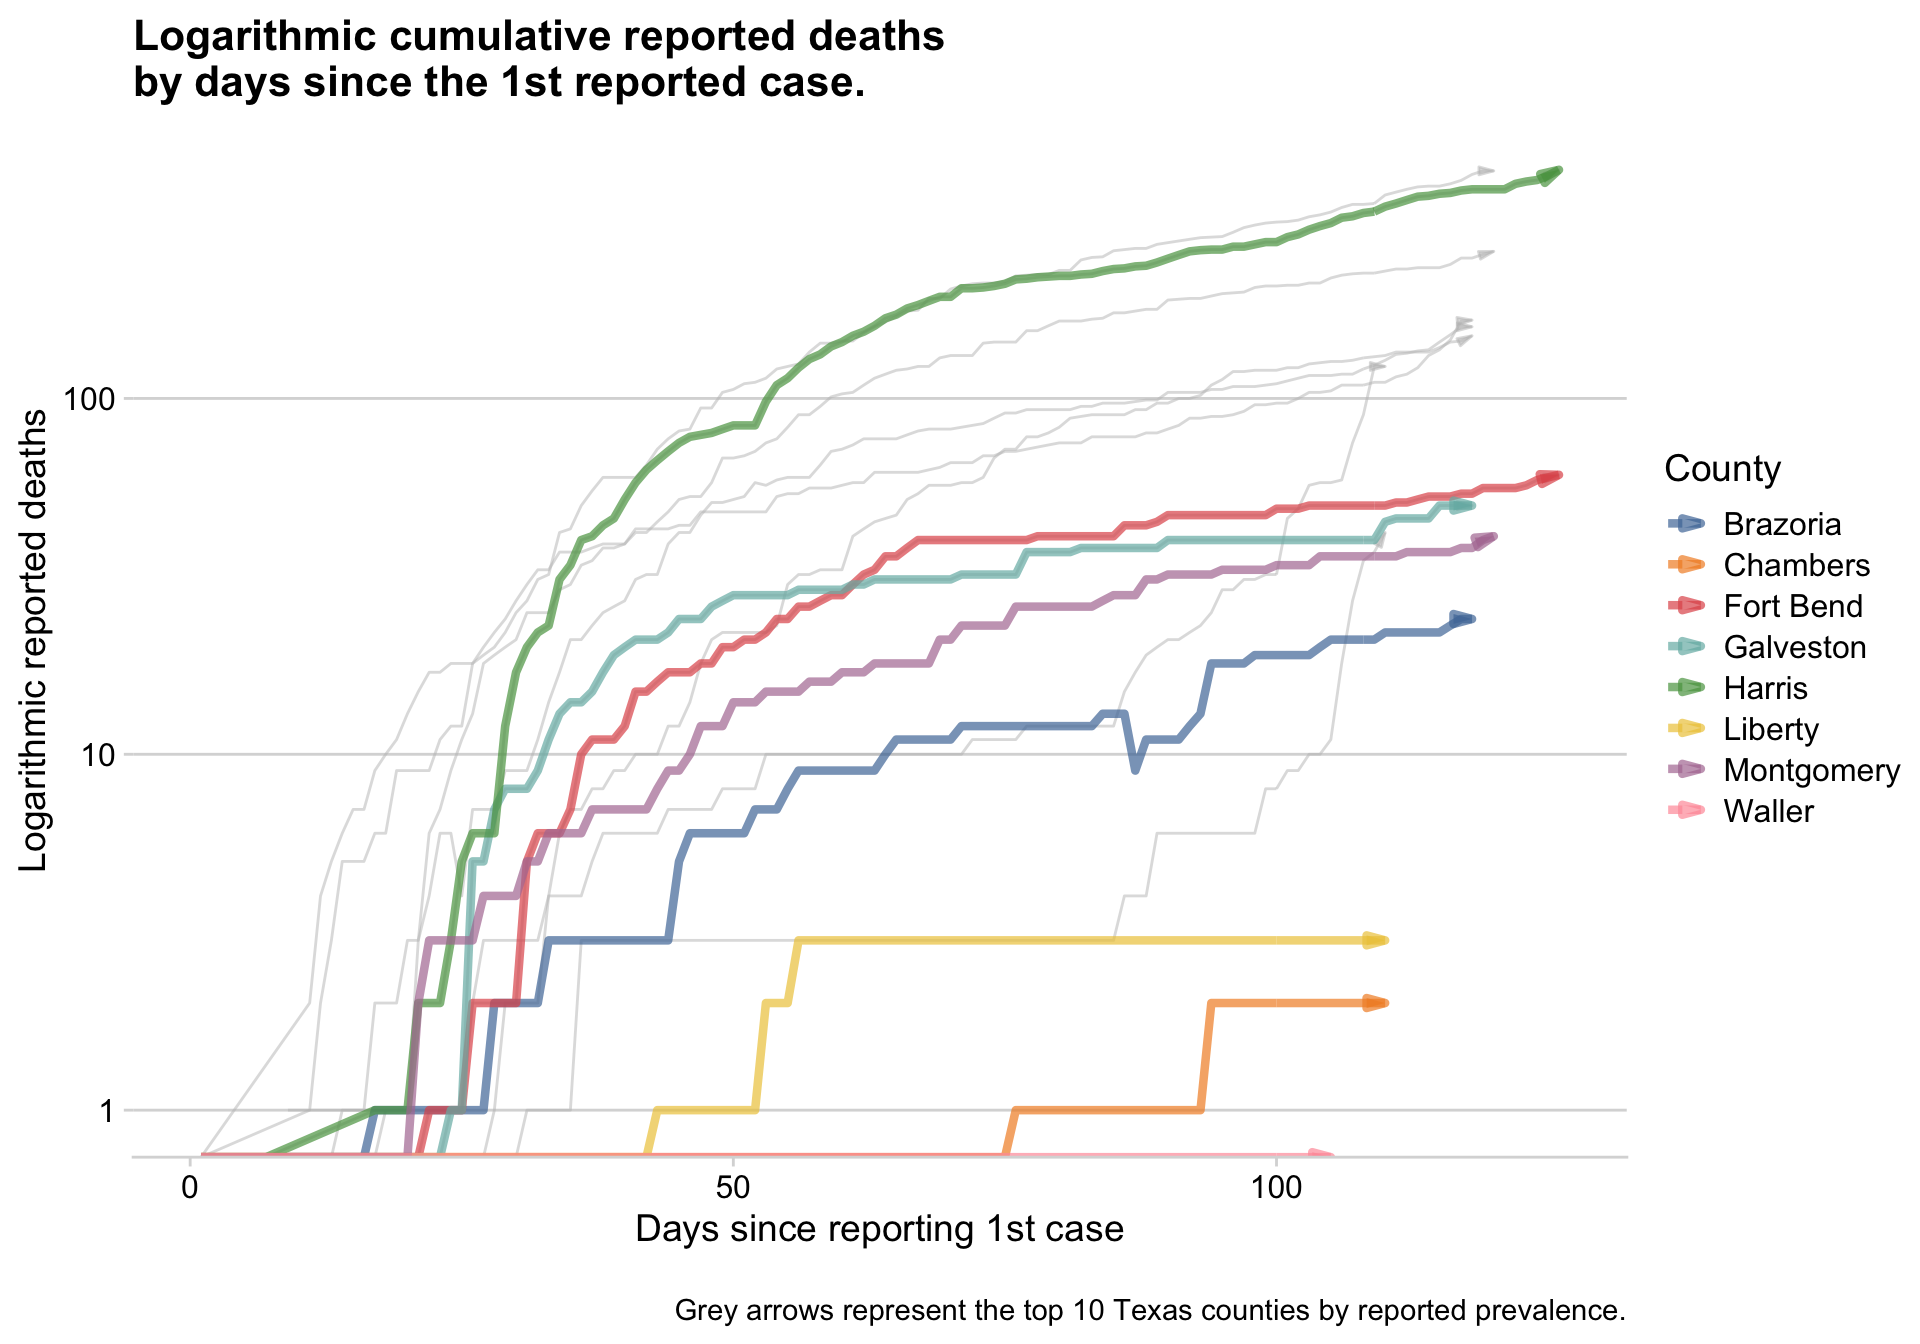 Logarithmic cumulative reported deaths
by days since the 1st reported case.
Logarithmic reported deaths
100
10
1
0
50
100
Days since reporting 1st case
County
Brazoria
Chambers
Fort Bend
Galveston
Harris
Liberty
Montgomery
Waller
Grey arrows represent the top 10 Texas counties by reported prevalence.